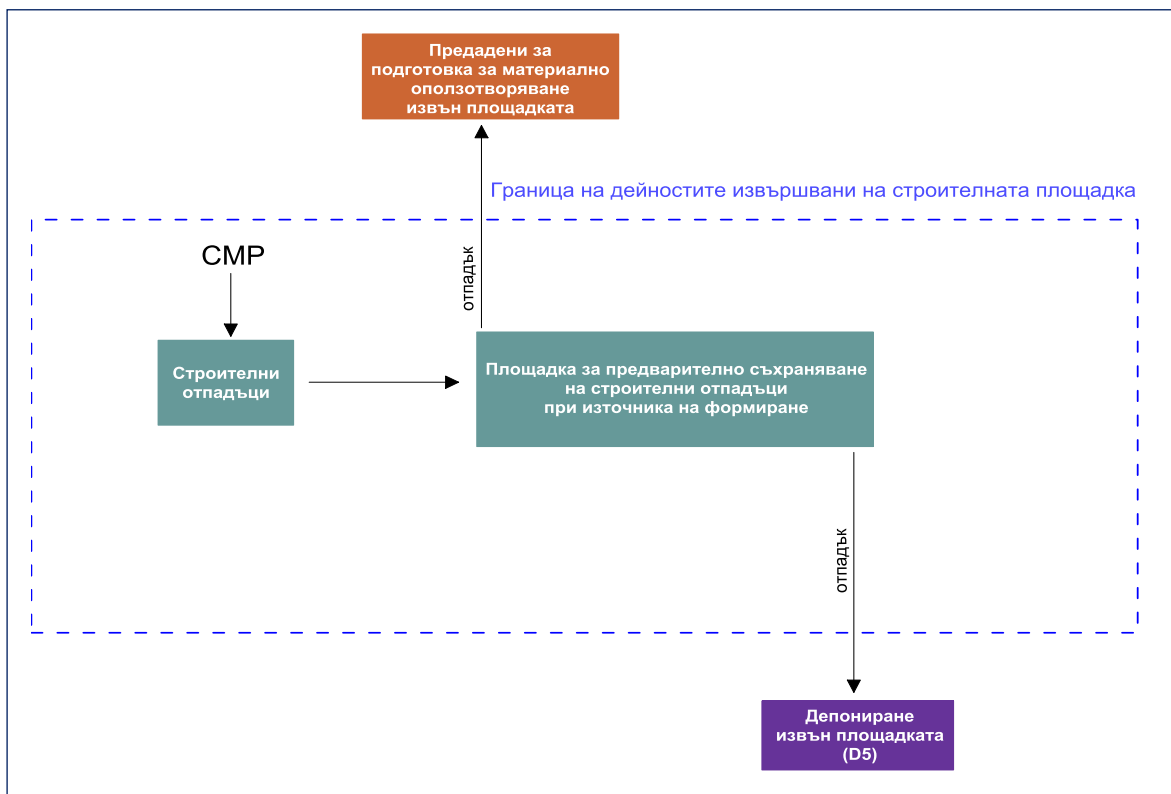 Предадени за
подготовка за материално
оползотворяване
извън площадката
Граница на дейностите извършвани на строителната площадка
СМР
отпадък
Строителни
отпадъци
Площадка за предварително съхраняване
на строителни отпадъци
при източника на формиране
отпадък
Депониране
извън площадката
(D5)